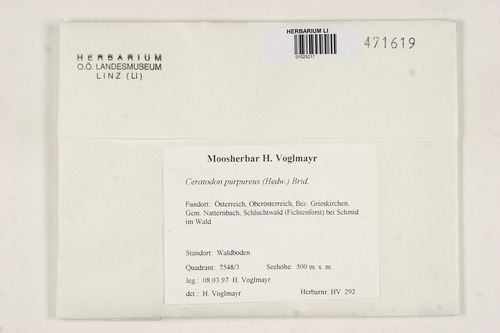 HERBARIUM
O.Ö. LANDESMUSEUM
LINZ (LI)
HERBARIUM LI
01025217
471619
Moosherbar H. Voglmayr
Ceratodon purpureus (Hedw.) Brid.
Fundort: Österreich, Oberösterreich, Bez. Grieskirchen,
Gem. Natternbach, Schluchtwald (Fichtenforst) bei Schmid
im Wald
Standort: Waldboden
Quadrant: 7548/3 Seehöhe: 500 m. s. m.
leg.: 08.03.97 H. Voglmayr
det.: H. Voglmayr Herbarnr. HV 292